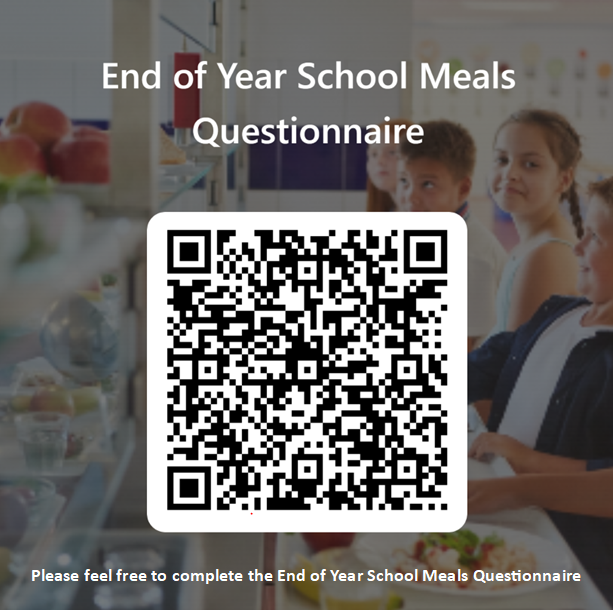 End of Year School Meals
Questionnaire
Please feel free to complete the End of Year School Meals Questionnaire